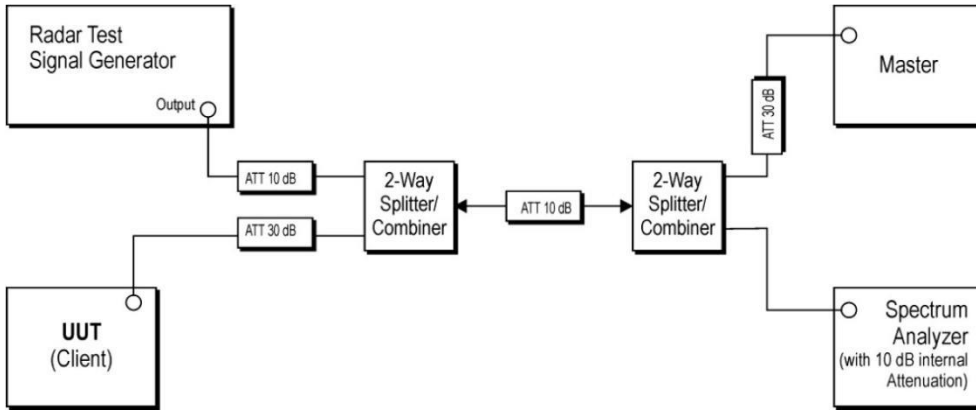 Radar Test
Signal Generator
Output
ATT 10 dB
ATT 30 dB
UUT
(Client)
2-Way
Splitter/
Combiner
ATT 10 dB
2-Way
Splitter/
Combiner
ATT 30 dB
Master
Spectrum
Analyzer
(with 10 dB internal
Attenuation)